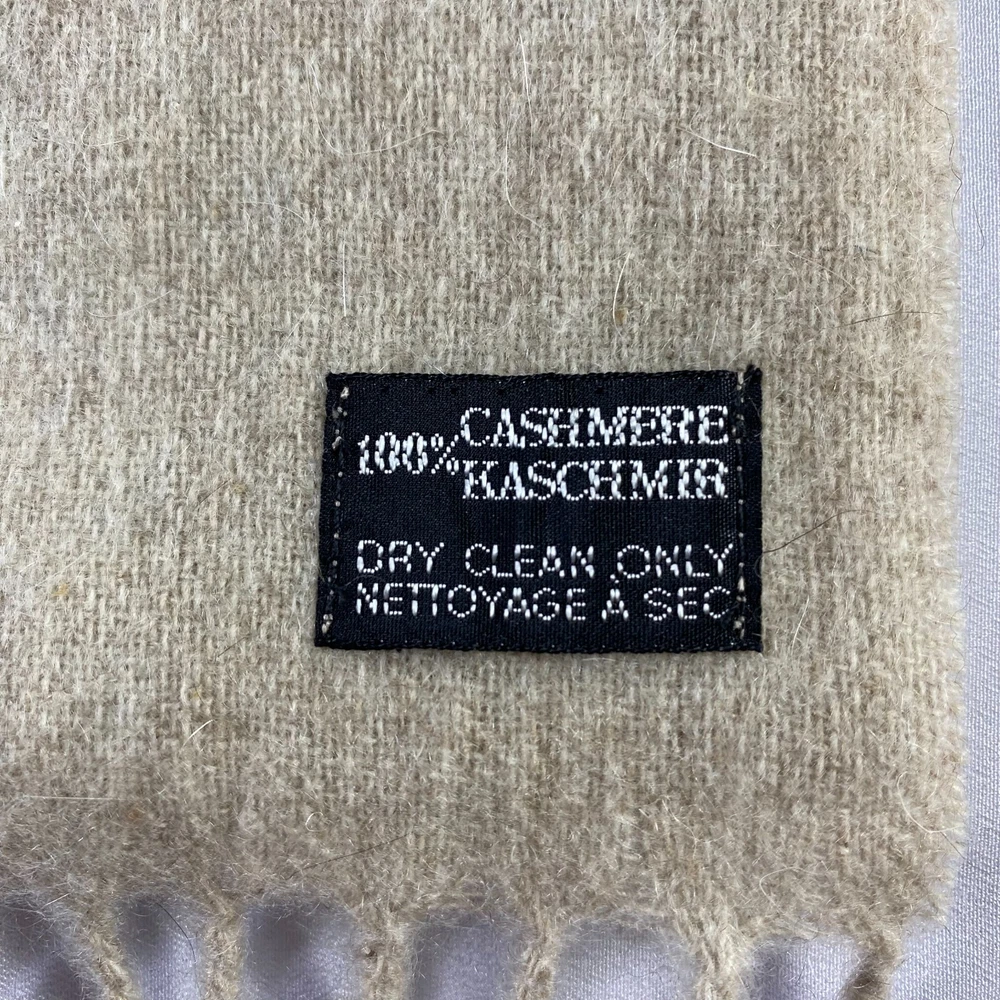 100% CASHMERE
KASCHMIR
DRY CLEAN ONLY
NETTOYAGE A SEC